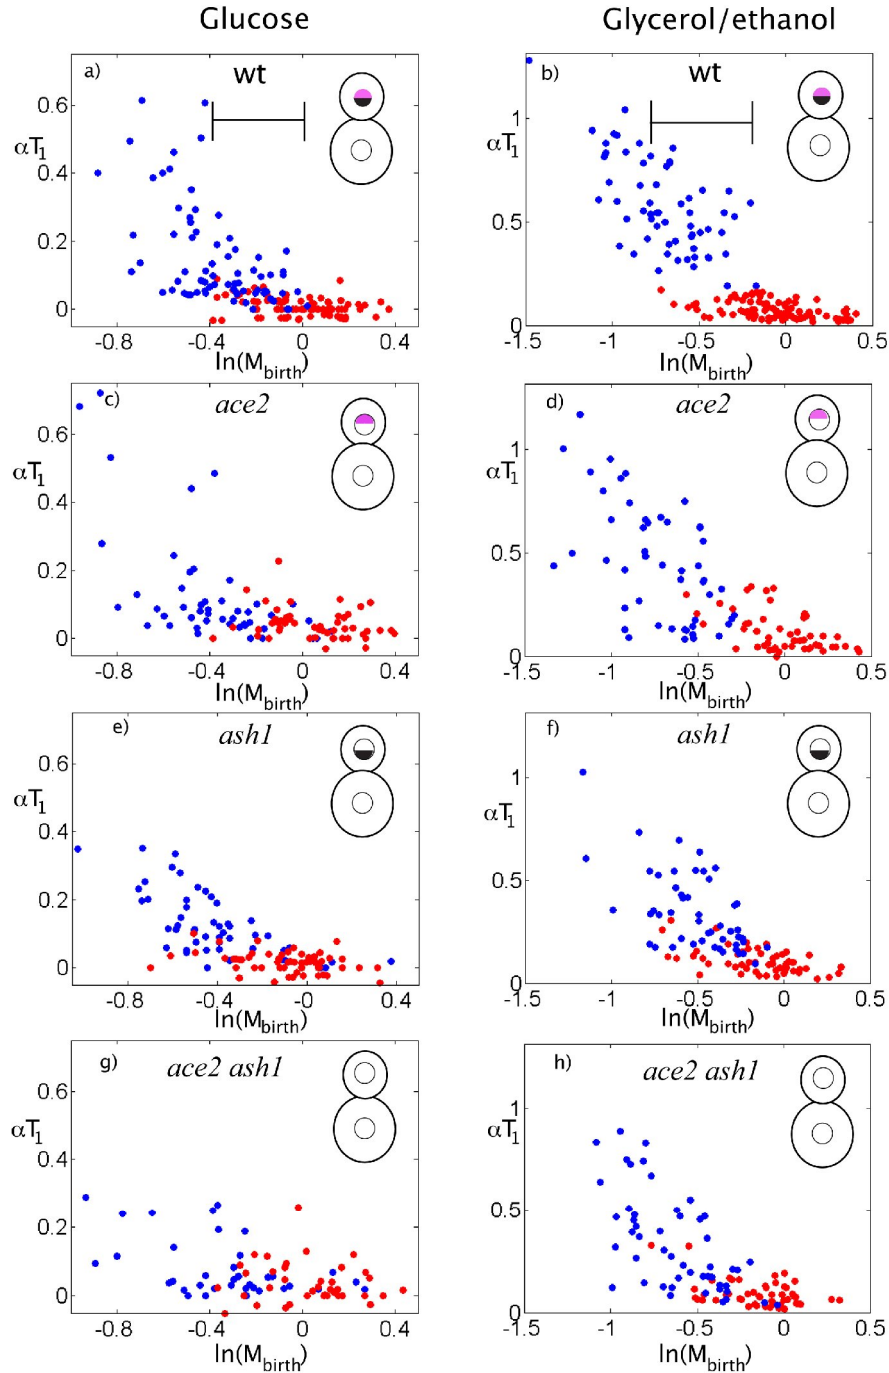 Glucose
Glycerol/ethanol
a)
wt
αT1
0.6
0.4
0.2
0
-0.8
-0.4
0
0.4
ln(Mbirth)
b)
wt
αT1
1
0.5
0
-1.5
-1
-0.5
0
0.5
ln(Mbirth)
c)
ace2
αT1
0.6
0.4
0.2
0
-0.8
-0.4
0
0.4
ln(Mbirth)
d)
ace2
αT1
1
0.5
0
-1.5
-1
-0.5
0
0.5
ln(Mbirth)
e)
ash1
αT1
0.6
0.4
0.2
0
-0.8
-0.4
-0
0.4
ln(Mbirth)
f)
ash1
αT1
1
0.5
0
-1.5
-1
-0.5
0
0.5
ln(Mbirth)
g)
ace2 ash1
αT1
0.6
0.4
0.2
0
-0.8
-0.4
0
0.4
ln(Mbirth)
h)
ace2 ash1
αT1
1
0.5
0
-1.5
-1
-0.5
0
0.5
ln(Mbirth)